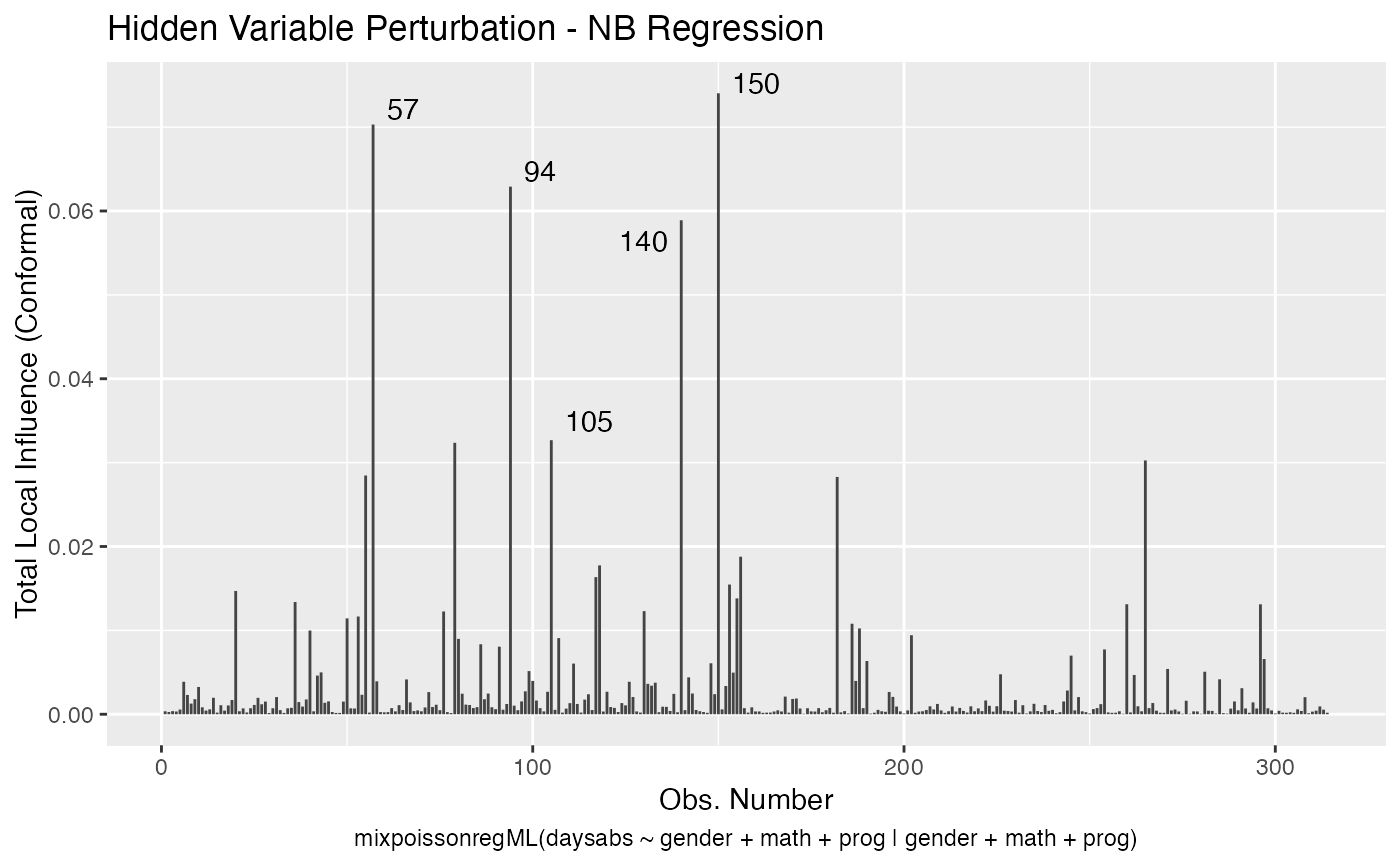 Hidden Variable Perturbation - NB Regression
150
57
94
140
105
Total Local Influence (Conformal)
0.06
0.04
0.02
0.00
0 100 200 300
Obs. Number
mixpoissonregML(daysabs ~ gender + math + prog | gender + math + prog)